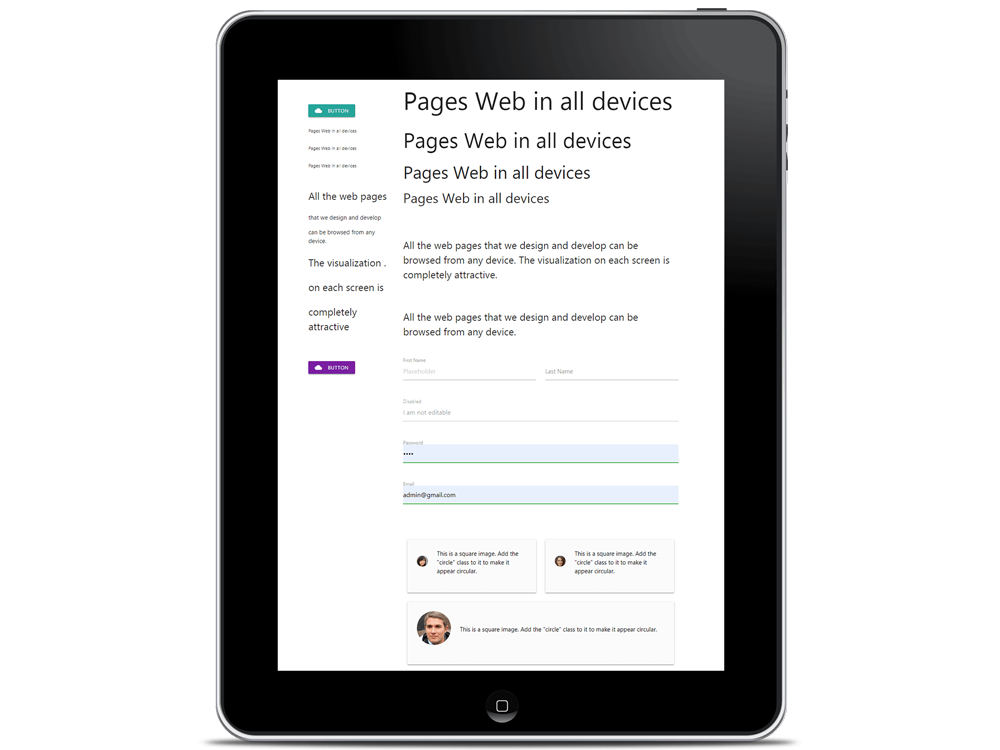 BUTTON
Pages Web in all devices
Pages Web in all devices
Pages Web in all devices
All the web pages
that we design and develop
can be browsed from any
device.
The visualization .
on each screen is
completely
attractive
BUTTON
Pages Web in all devices
Pages Web in all devices
Pages Web in all devices
Pages Web in all devices
All the web pages that we design and develop can be
browsed from any device. The visualization on each screen is
completely attractive.
All the web pages that we design and develop can be
browsed from any device.
First Name
Placeholder
Last Name
Disabled
I am not editable
Password
••••
Email
admin@gmail.com
This is a square image. Add the
"circle" class to it to make it
appear circular.
This is a square image. Add the
"circle" class to it to make it
appear circular.
This is a square image. Add the "circle" class to it to make it appear circular.